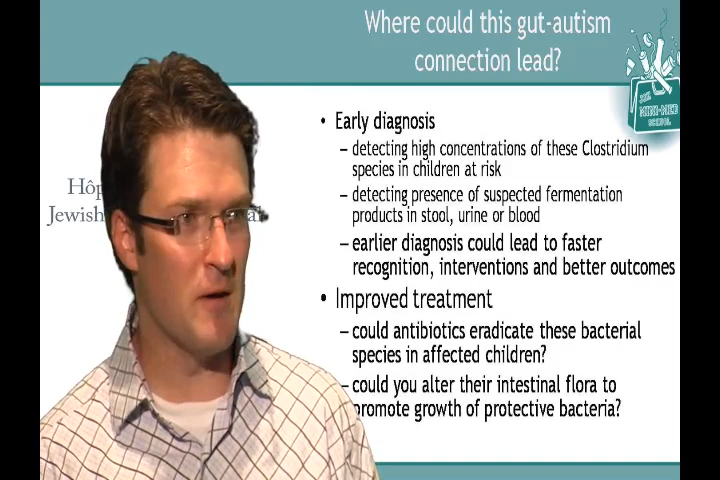 Where could this gut-autism
connection lead?
MINI-MED
SCHOOL
• Early diagnosis
– detecting high concentrations of these Clostridium
species in children at risk
– detecting presence of suspected fermentation
products in stool, urine or blood
– earlier diagnosis could lead to faster
recognition, interventions and better outcomes
• Improved treatment
– could antibiotics eradicate these bacterial
species in affected children?
– could you alter their intestinal flora to
promote growth of protective bacteria?
Jewish